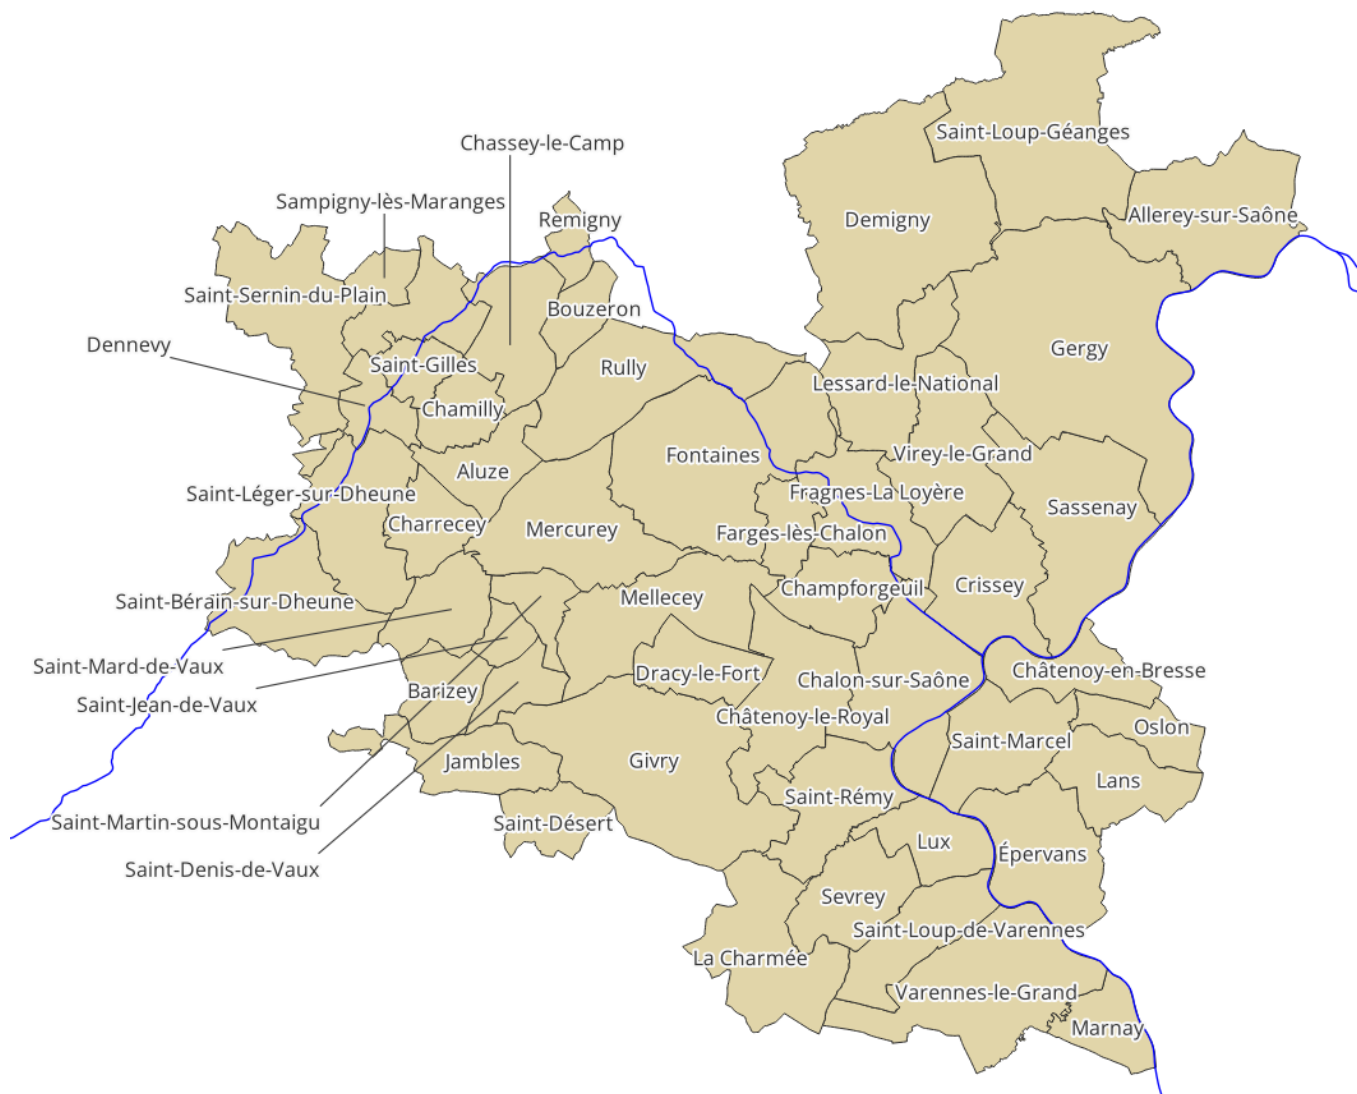 Saint-Loup-Géanges
Chassey-le-Camp
Sampigny-lès-Maranges
Remigny
Demigny
Allerey-sur-Saône
Saint-Sernin-du-Plain
Bouzeron
Dennevy
Gergy
Saint-Gilles
Rully
Lessard-le-National
Chamilly
Fontaines
Virey-le-Grand
Aluze
Saint-Léger-sur-Dheune
Fragnes-La Loyère
Sassenay
Charrecey
Mercurey
Farges-lès-Chalon
Champforgeuil
Crissey
Saint-Bérain-sur-Dheune
Mellecey
Saint-Mard-de-Vaux
Dracy-le-Fort
Châtenoy-en-Bresse
Chalon-sur-Saône
Barizey
Saint-Jean-de-Vaux
Châtenoy-le-Royal
Oslon
Saint-Marcel
Jambles
Givry
Lans
Saint-Rémy
Saint-Martin-sous-Montaigu
Saint-Désert
Lux
Épervans
Saint-Denis-de-Vaux
Sevrey
Saint-Loup-de-Varennes
La Charmée
Varennes-le-Grand
Marnay